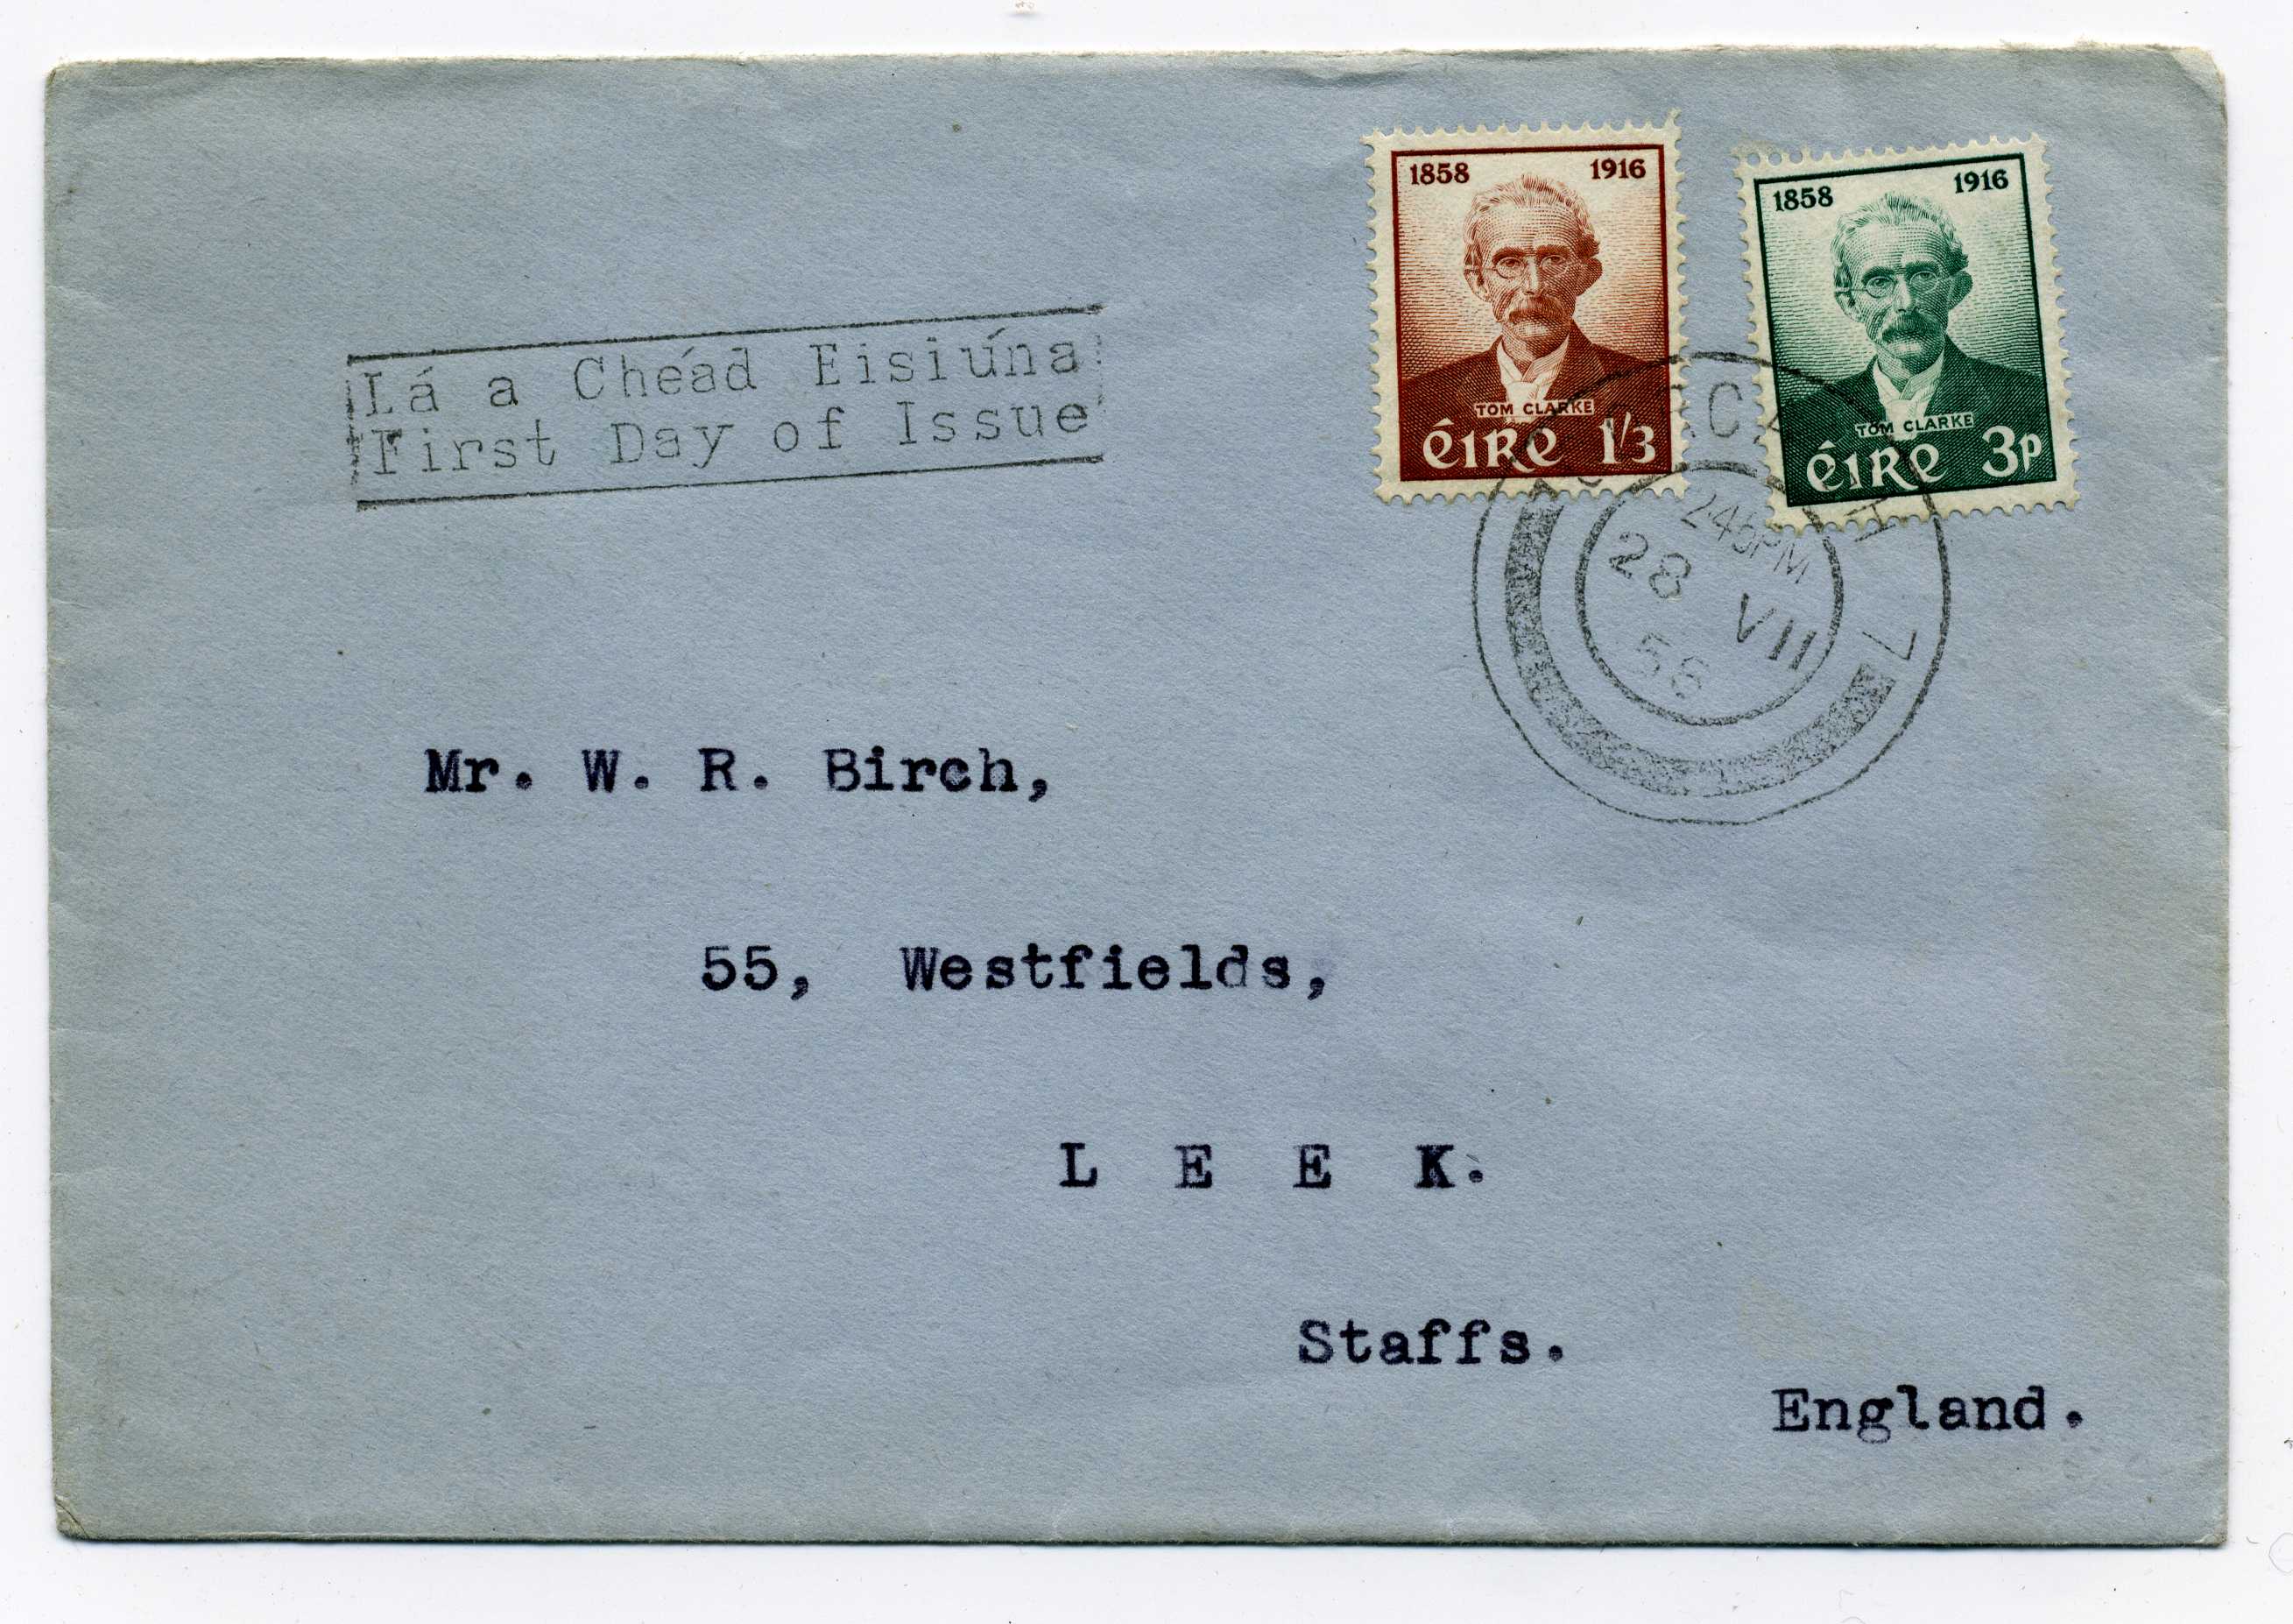 Lá a Chéad Eisiúna
First Day of Issue
1858 1916
TOM CLARKE
éIRe 1/3
1858 1916
TOM CLARKE
éIRe 3p
245PM
28 VII
Mr. W. R. Birch,
55, Westfields,
L E E K.
Staffs.
England.